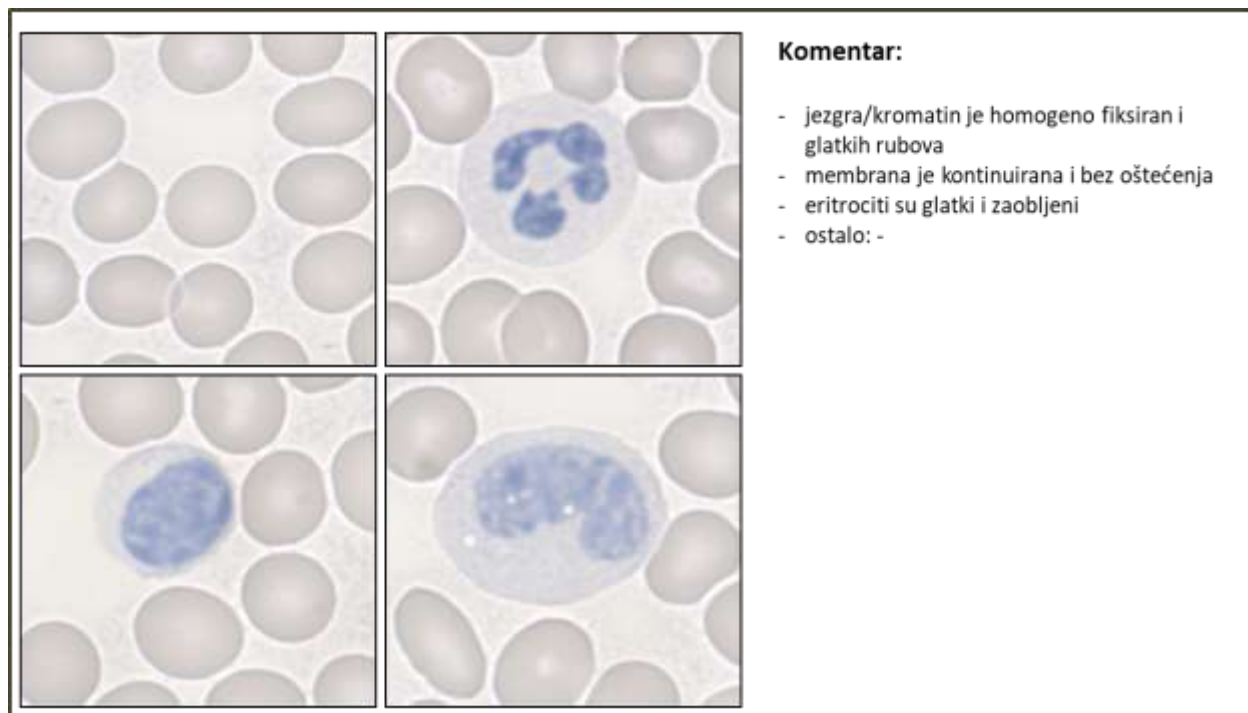 Komentar:
- jezgra/kromatin je homogeno fiksiran i
glatkih rubova
- membrana je kontinuirana i bez oštećenja
- eritrociti su glatki i zaobljeni
- ostalo: -